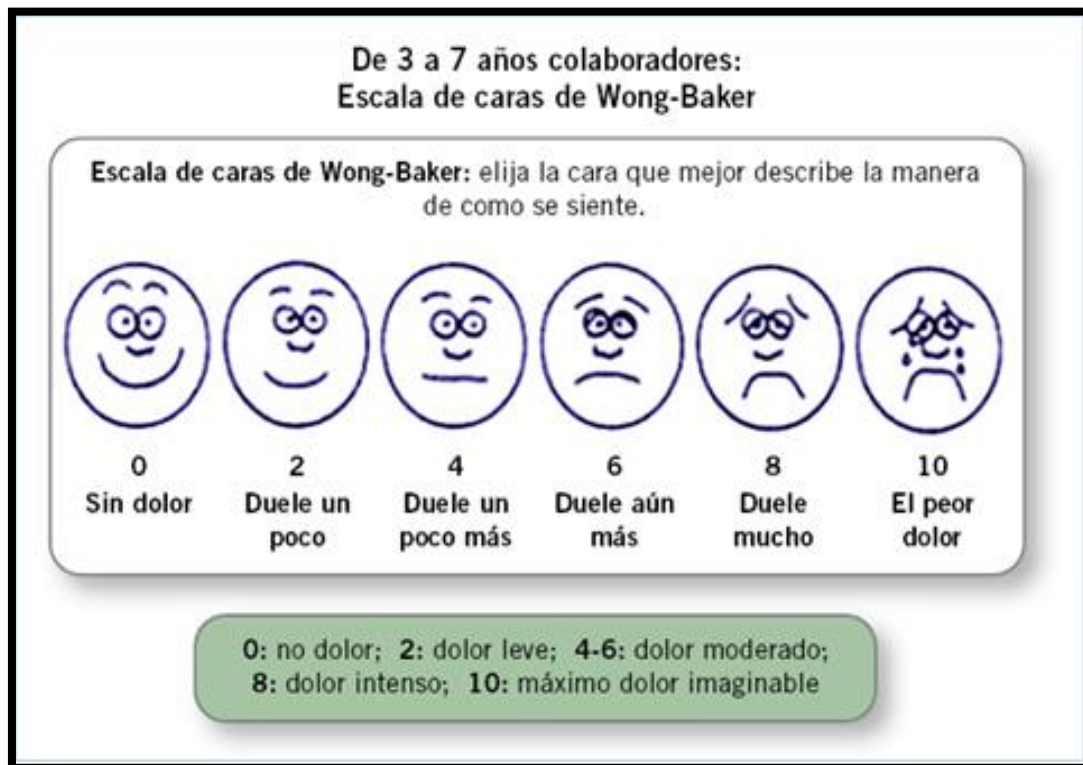 De 3 a 7 años colaboradores:
Escala de caras de Wong-Baker
Escala de caras de Wong-Baker: elija la cara que mejor describe la manera
de como se siente.
0 2 4 6 8 10
Sin dolor Duele un poco Duele un poco más Duele aún más Duele mucho El peor dolor
0: no dolor; 2: dolor leve; 4-6: dolor moderado;
8: dolor intenso; 10: máximo dolor imaginable